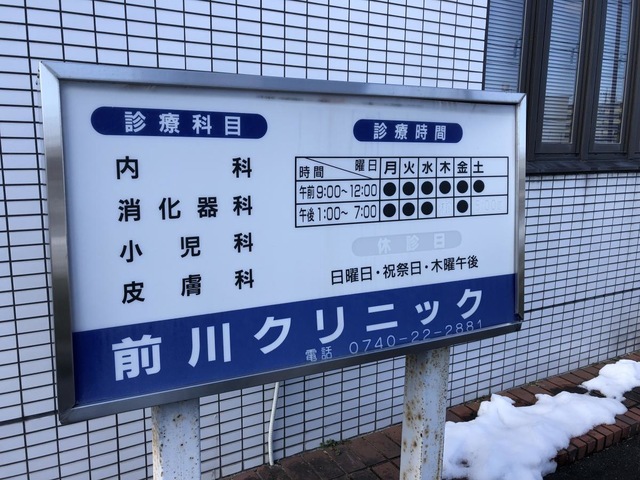 診療科目
内科
消化器科
小児科
皮膚科
診療時間
時間 曜日 月 火 水 木 金 土
午前9:00～12:00 ● ● ● ● ● ●
午後1:00～7:00 ● ● ● ●
休診日
日曜日・祝祭日・木曜午後
前川クリニック
電話 0740-22-2881